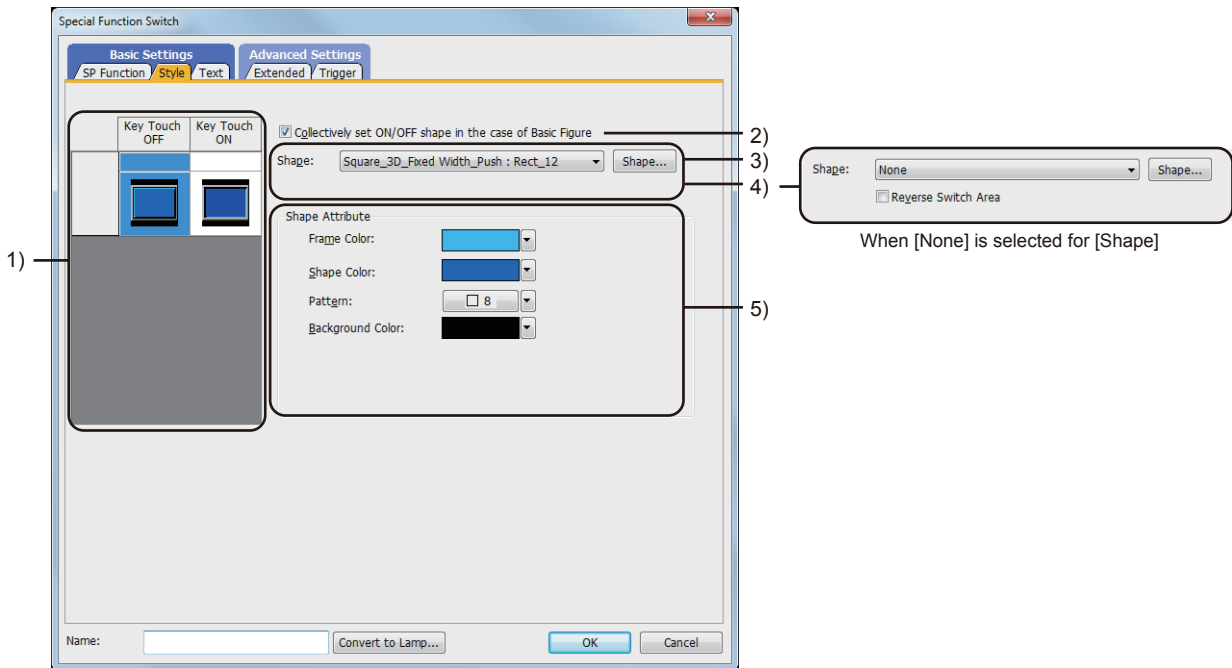 Special Function Switch
x
Basic Settings
Advanced Settings
SP Function
Style
Text
Extended
Trigger
Key Touch
OFF
Key Touch
ON
Collectively set ON/OFF shape in the case of Basic Figure
Shape:
Square_3D_Fixed Width_Push : Rect_12
Shape...
Shape Attribute
Frame Color:
Shape Color:
Pattern:
8
Background Color:
1)
2)
3)
4)
5)
Shape:
None
Shape...
Reverse Switch Area
When [None] is selected for [Shape]
Name:
Convert to Lamp...
OK
Cancel